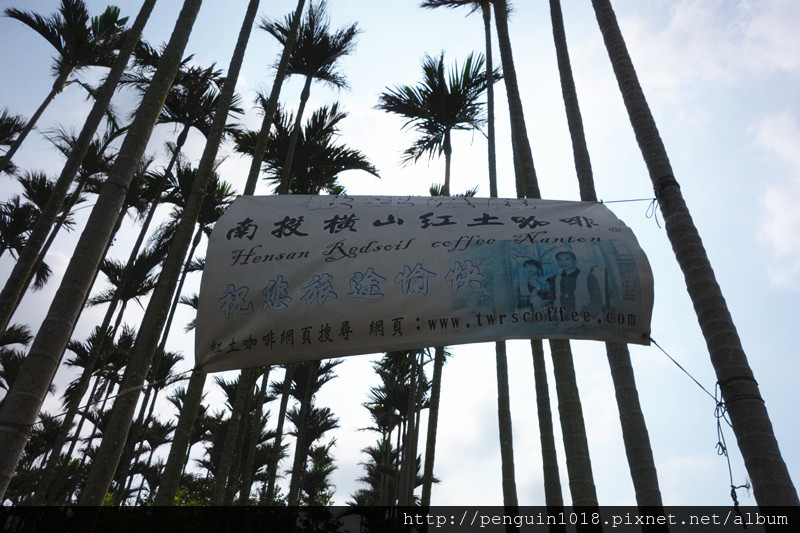 南投橫山紅土咖啡
Hensan Redsoil coffee Nanton
祝您旅途愉快
紅土咖啡網頁搜尋 網頁：www.twrscoffee.com
http://penguin1018.pixnet.net/album